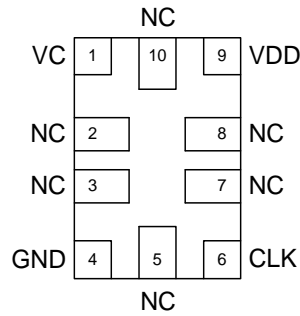 NC
VC 1 10 9 VDD
NC 2 8 NC
NC 3 7 NC
GND 4 5 6 CLK
NC